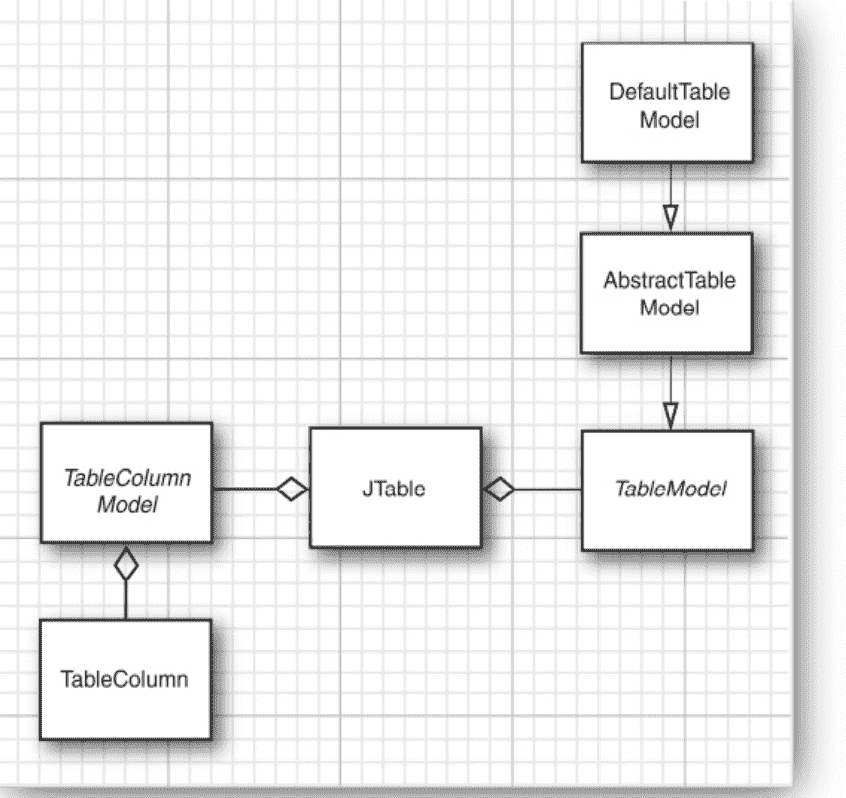 DefaultTable
Model
AbstractTable
Model
TableColumn
Model
JTable
TableModel
TableColumn